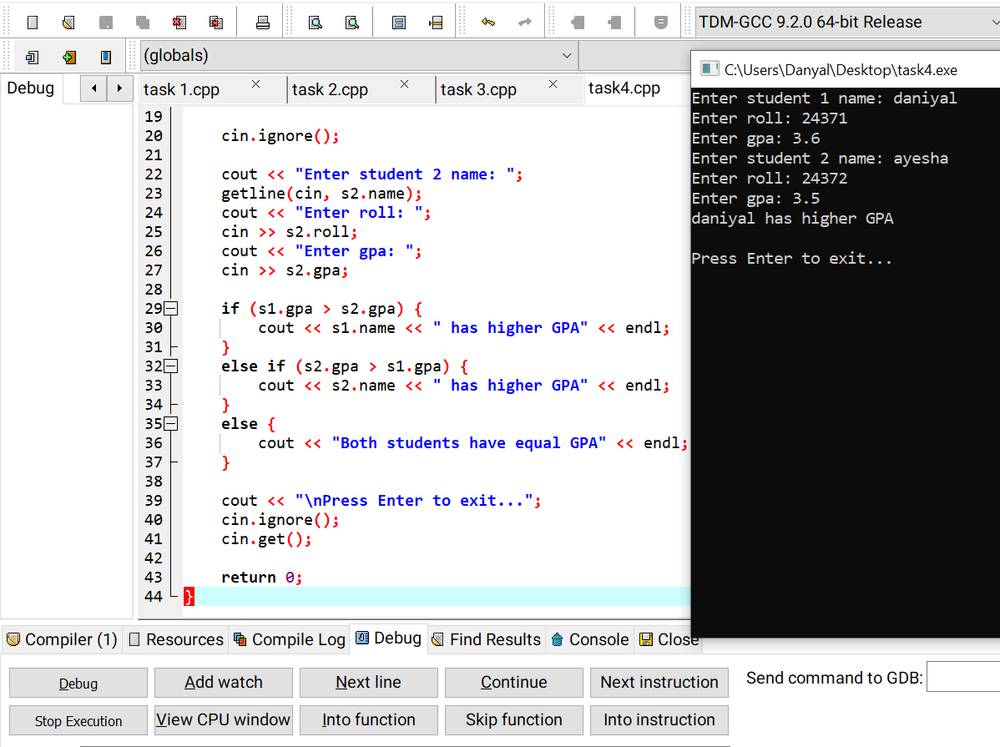 TDM-GCC 9.2.0 64-bit Release
(globals)
Debug
task 1.cpp
task 2.cpp
task 3.cpp
task4.cpp
19
20 cin.ignore();
21
22 cout << "Enter student 2 name: ";
23 getline(cin, s2.name);
24 cout << "Enter roll: ";
25 cin >> s2.roll;
26 cout << "Enter gpa: ";
27 cin >> s2.gpa;
28
29 if (s1.gpa > s2.gpa) {
30 cout << s1.name << " has higher GPA" << endl;
31 }
32 else if (s2.gpa > s1.gpa) {
33 cout << s2.name << " has higher GPA" << endl;
34 }
35 else {
36 cout << "Both students have equal GPA" << endl;
37 }
38
39 cout << "\nPress Enter to exit...";
40 cin.ignore();
41 cin.get();
42
43 return 0;
44 }
C:\Users\Danyal\Desktop\task4.exe
Enter student 1 name: daniyal
Enter roll: 24371
Enter gpa: 3.6
Enter student 2 name: ayesha
Enter roll: 24372
Enter gpa: 3.5
daniyal has higher GPA
Press Enter to exit...
Compiler (1)
Resources
Compile Log
Debug
Find Results
Console
Close
Debug
Add watch
Next line
Continue
Next instruction
Send command to GDB:
Stop Execution
View CPU window
Into function
Skip function
Into instruction